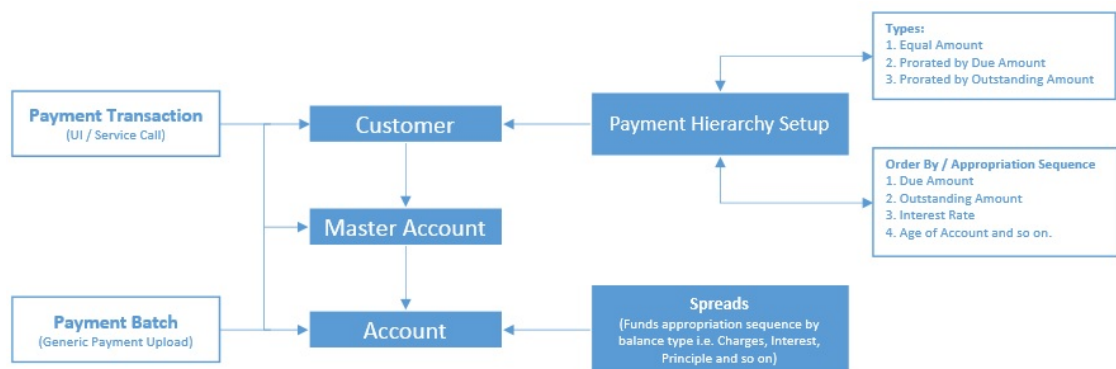 Types:
1. Equal Amount
2. Prorated by Due Amount
3. Prorated by Outstanding Amount
Payment Transaction
(UI / Service Call)
Customer
Payment Hierarchy Setup
Order By / Appropriation Sequence
1. Due Amount
2. Outstanding Amount
3. Interest Rate
4. Age of Account and so on.
Master Account
Payment Batch
(Generic Payment Upload)
Account
Spreads
(Funds appropriation sequence by
balance type i.e. Charges, Interest,
Principle and so on)